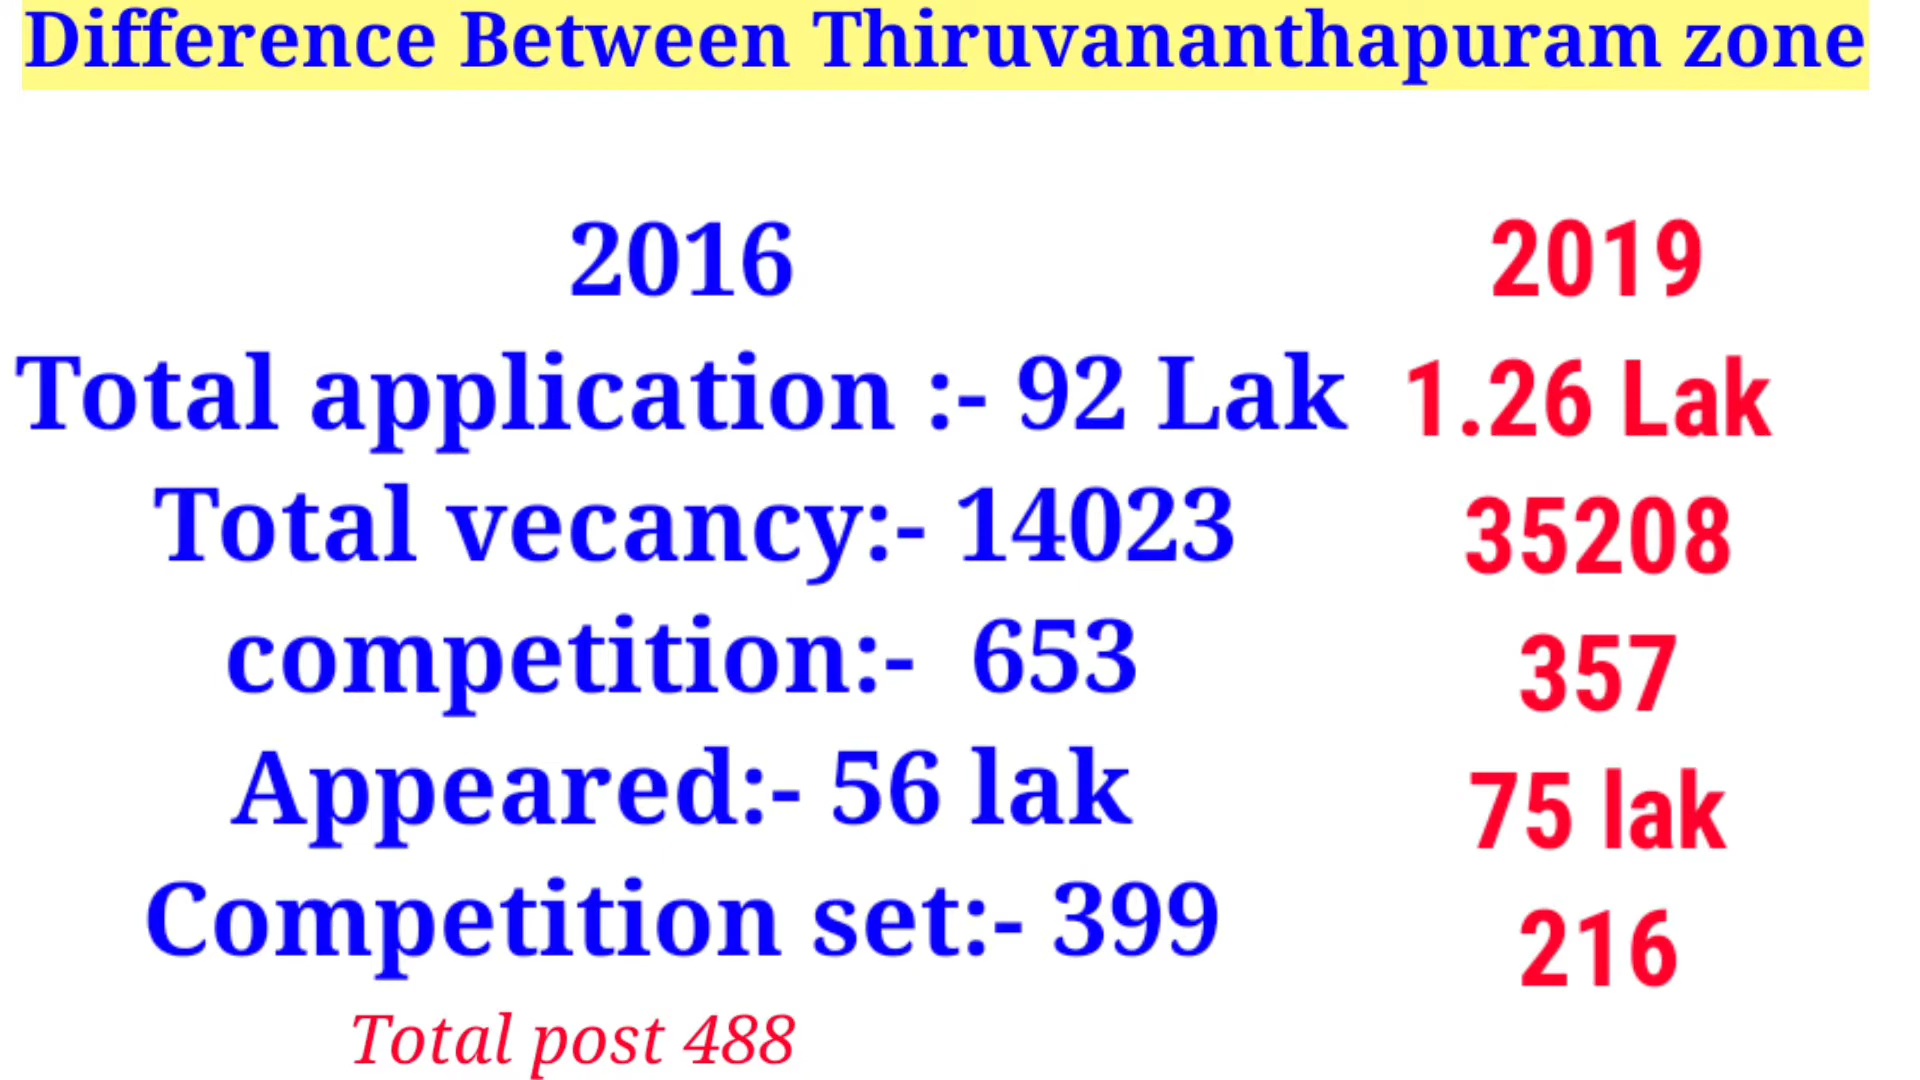 Difference Between Thiruvananthapuram zone
2016 2019
Total application :- 92 Lak 1.26 Lak
Total vecancy:- 14023 35208
competition:- 653 357
Appeared:- 56 lak 75 lak
Competition set:- 399 216
Total post 488